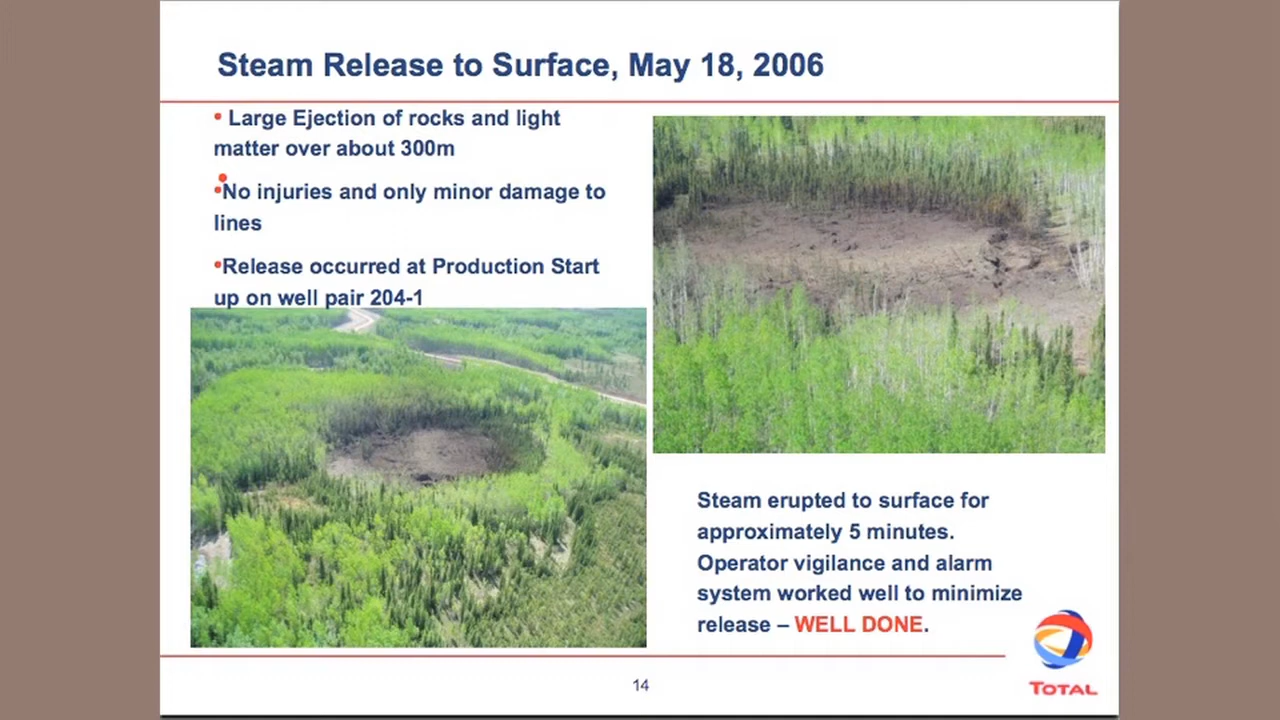 Steam Release to Surface, May 18, 2006
• Large Ejection of rocks and light
matter over about 300m
•
•No injuries and only minor damage to
lines
•Release occurred at Production Start
up on well pair 204-1
Steam erupted to surface for
approximately 5 minutes.
Operator vigilance and alarm
system worked well to minimize
release – WELL DONE.
TOTAL
14